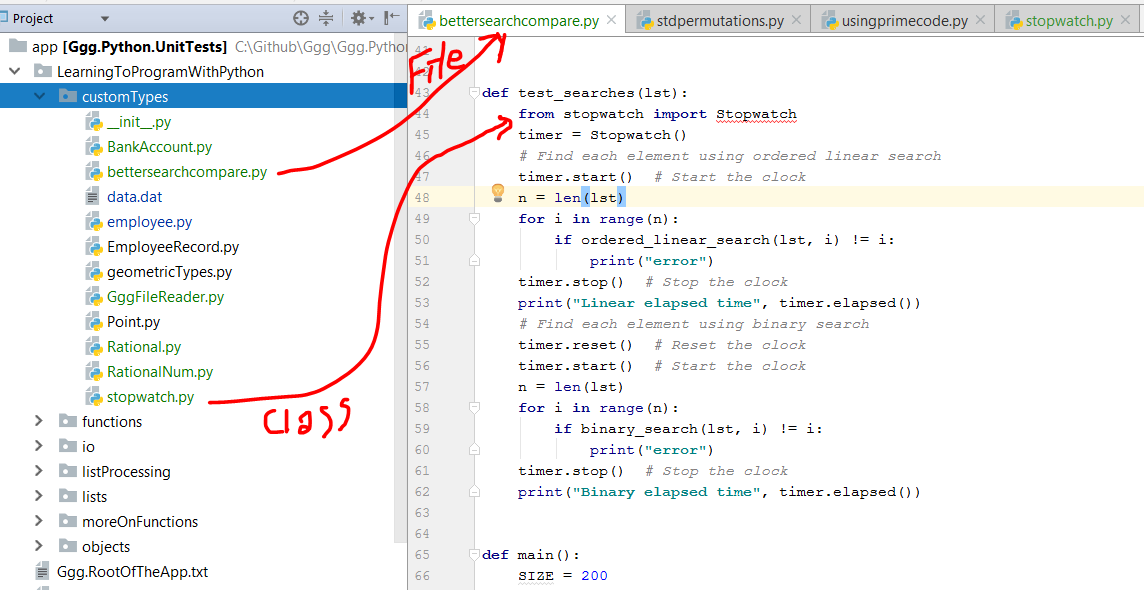 Project
bettersearchcompare.py
stdpermutations.py
usingprimecode.py
stopwatch.py
app [Ggg.Python.UnitTests] C:\Github\Ggg\Ggg.Pytho
LearningToProgramWithPython
customTypes
__init__.py
BankAccount.py
bettersearchcompare.py
data.dat
employee.py
EmployeeRecord.py
geometricTypes.py
GggFileReader.py
Point.py
Rational.py
RationalNum.py
stopwatch.py
functions
io
listProcessing
lists
moreOnFunctions
objects
Ggg.RootOfTheApp.txt
File
Class
41
43 def test_searches(lst):
44 from stopwatch import Stopwatch
45 timer = Stopwatch()
46 # Find each element using ordered linear search
47 timer.start()  # Start the clock
48 n = len(lst)
49 for i in range(n):
50 if ordered_linear_search(lst, i) != i:
51 print("error")
52 timer.stop()  # Stop the clock
53 print("Linear elapsed time", timer.elapsed())
54 # Find each element using binary search
55 timer.reset()  # Reset the clock
56 timer.start()  # Start the clock
57 n = len(lst)
58 for i in range(n):
59 if binary_search(lst, i) != i:
60 print("error")
61 timer.stop()  # Stop the clock
62 print("Binary elapsed time", timer.elapsed())
63
64
65 def main():
66 SIZE = 200